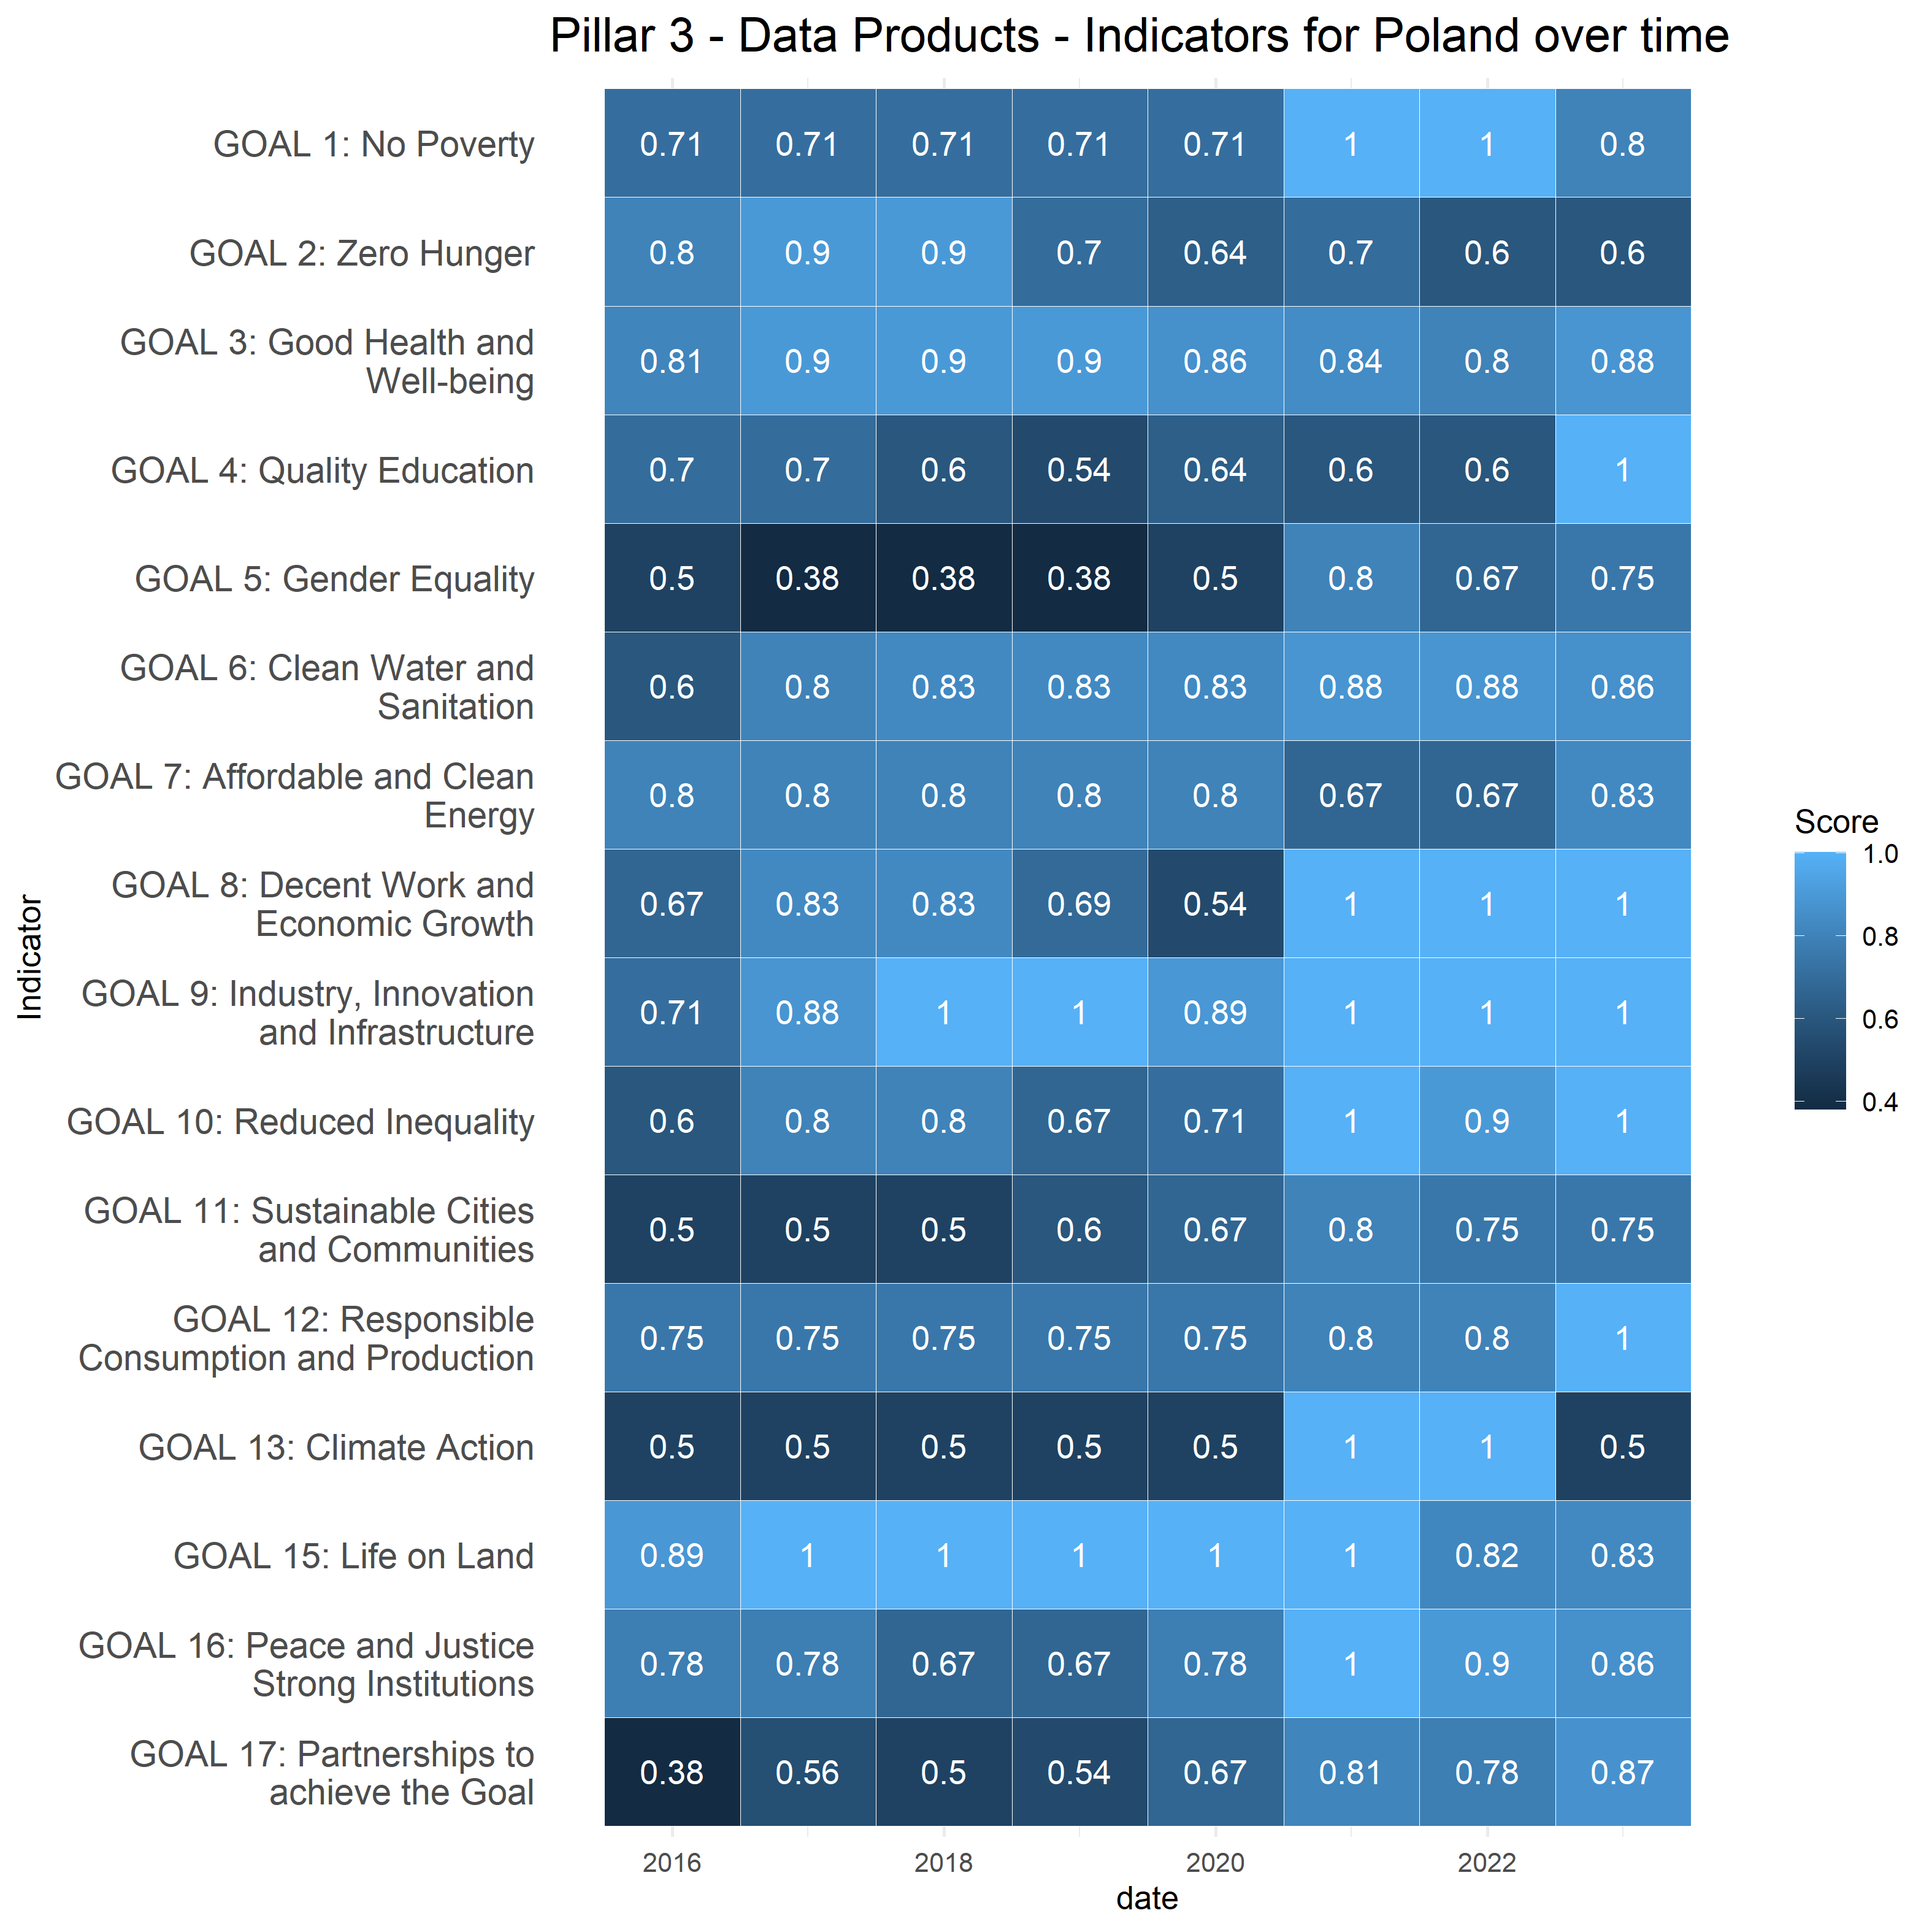 Pillar 3 - Data Products - Indicators for Poland over time
GOAL 1: No Poverty 0.71 0.71 0.71 0.71 0.71 1 1 0.8
GOAL 2: Zero Hunger 0.8 0.9 0.9 0.7 0.64 0.7 0.6 0.6
GOAL 3: Good Health and
Well-being
0.81 0.9 0.9 0.9 0.86 0.84 0.8 0.88
GOAL 4: Quality Education 0.7 0.7 0.6 0.54 0.64 0.6 0.6 1
GOAL 5: Gender Equality 0.5 0.38 0.38 0.38 0.5 0.8 0.67 0.75
GOAL 6: Clean Water and
Sanitation
0.6 0.8 0.83 0.83 0.83 0.88 0.88 0.86
GOAL 7: Affordable and Clean
Energy
0.8 0.8 0.8 0.8 0.8 0.67 0.67 0.83
GOAL 8: Decent Work and
Economic Growth
0.67 0.83 0.83 0.69 0.54 1 1 1
GOAL 9: Industry, Innovation
and Infrastructure
0.71 0.88 1 1 0.89 1 1 1
GOAL 10: Reduced Inequality 0.6 0.8 0.8 0.67 0.71 1 0.9 1
GOAL 11: Sustainable Cities
and Communities
0.5 0.5 0.5 0.6 0.67 0.8 0.75 0.75
GOAL 12: Responsible
Consumption and Production
0.75 0.75 0.75 0.75 0.75 0.8 0.8 1
GOAL 13: Climate Action 0.5 0.5 0.5 0.5 0.5 1 1 0.5
GOAL 15: Life on Land 0.89 1 1 1 1 1 0.82 0.83
GOAL 16: Peace and Justice
Strong Institutions
0.78 0.78 0.67 0.67 0.78 1 0.9 0.86
GOAL 17: Partnerships to
achieve the Goal
0.38 0.56 0.5 0.54 0.67 0.81 0.78 0.87
2016 2018 2020 2022
date
Indicator
Score
1.0
0.8
0.6
0.4